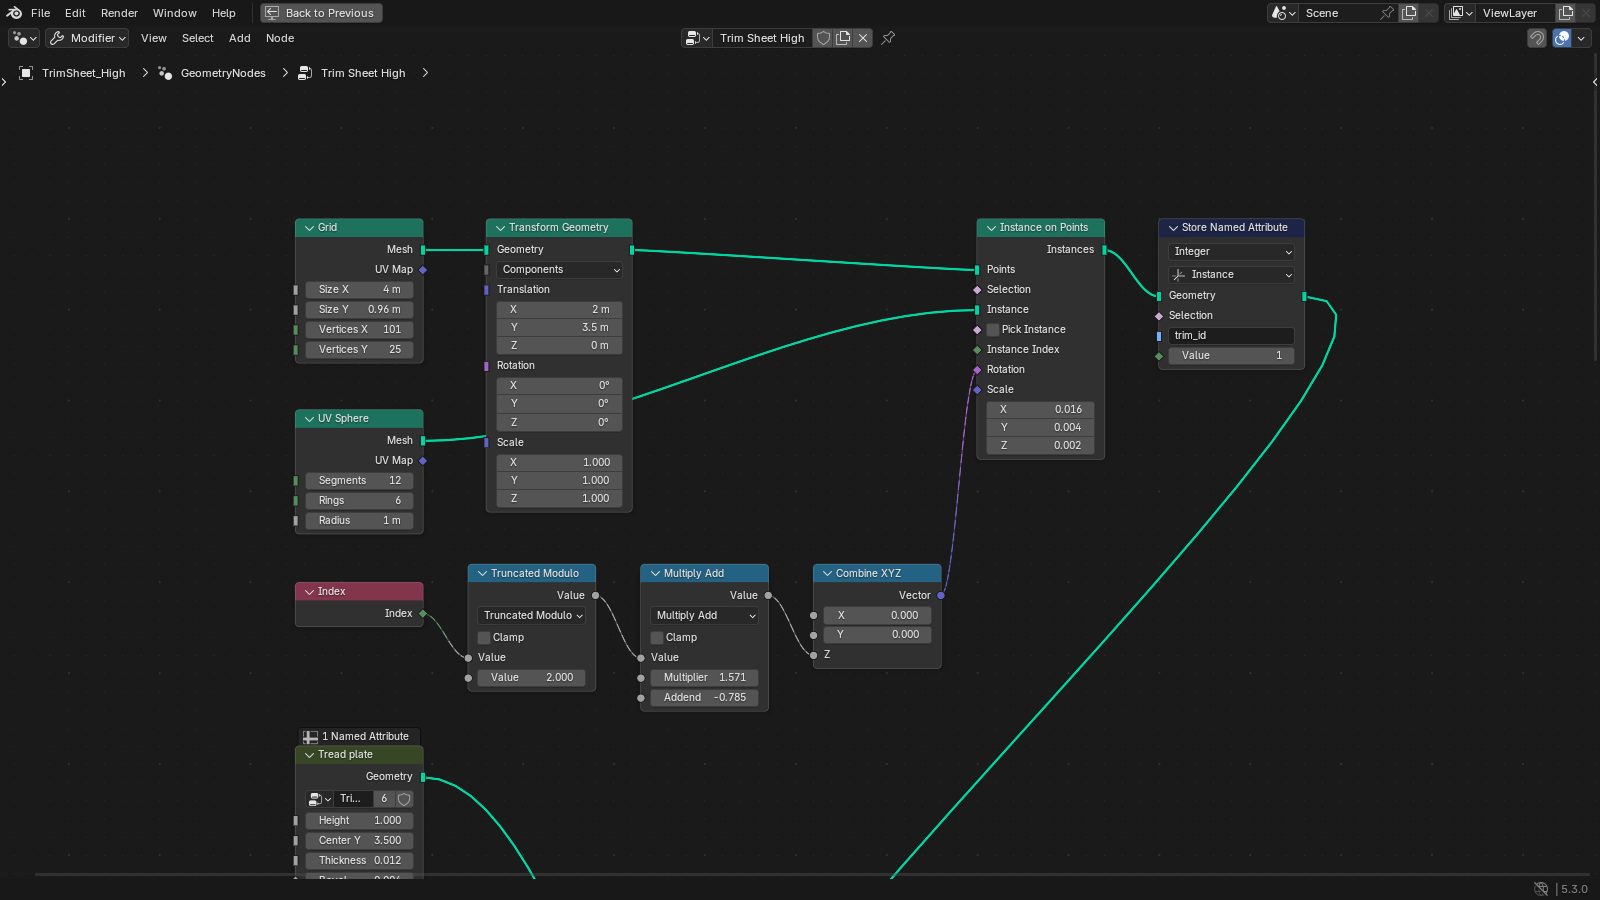 File Edit Render Window Help Back to Previous Scene ViewLayer
Modifier View Select Add Node Trim Sheet High
TrimSheet_High GeometryNodes Trim Sheet High
Grid
Mesh
UV Map
Size X 4 m
Size Y 0.96 m
Vertices X 101
Vertices Y 25
Transform Geometry
Geometry
Components
Translation
X 2 m
Y 3.5 m
Z 0 m
Rotation
X 0°
Y 0°
Z 0°
Scale
X 1.000
Y 1.000
Z 1.000
Instance on Points
Instances
Points
Selection
Instance
Pick Instance
Instance Index
Rotation
Scale
X 0.016
Y 0.004
Z 0.002
Store Named Attribute
Integer
Instance
Geometry
Selection
trim_id
Value 1
UV Sphere
Mesh
UV Map
Segments 12
Rings 6
Radius 1 m
Index
Index
Truncated Modulo
Value
Truncated Modulo
Clamp
Value
Value 2.000
Multiply Add
Value
Multiply Add
Clamp
Value
Multiplier 1.571
Addend -0.785
Combine XYZ
Vector
X 0.000
Y 0.000
Z
1 Named Attribute
Tread plate
Geometry
Tri... 6
Height 1.000
Center Y 3.500
Thickness 0.012
5.3.0